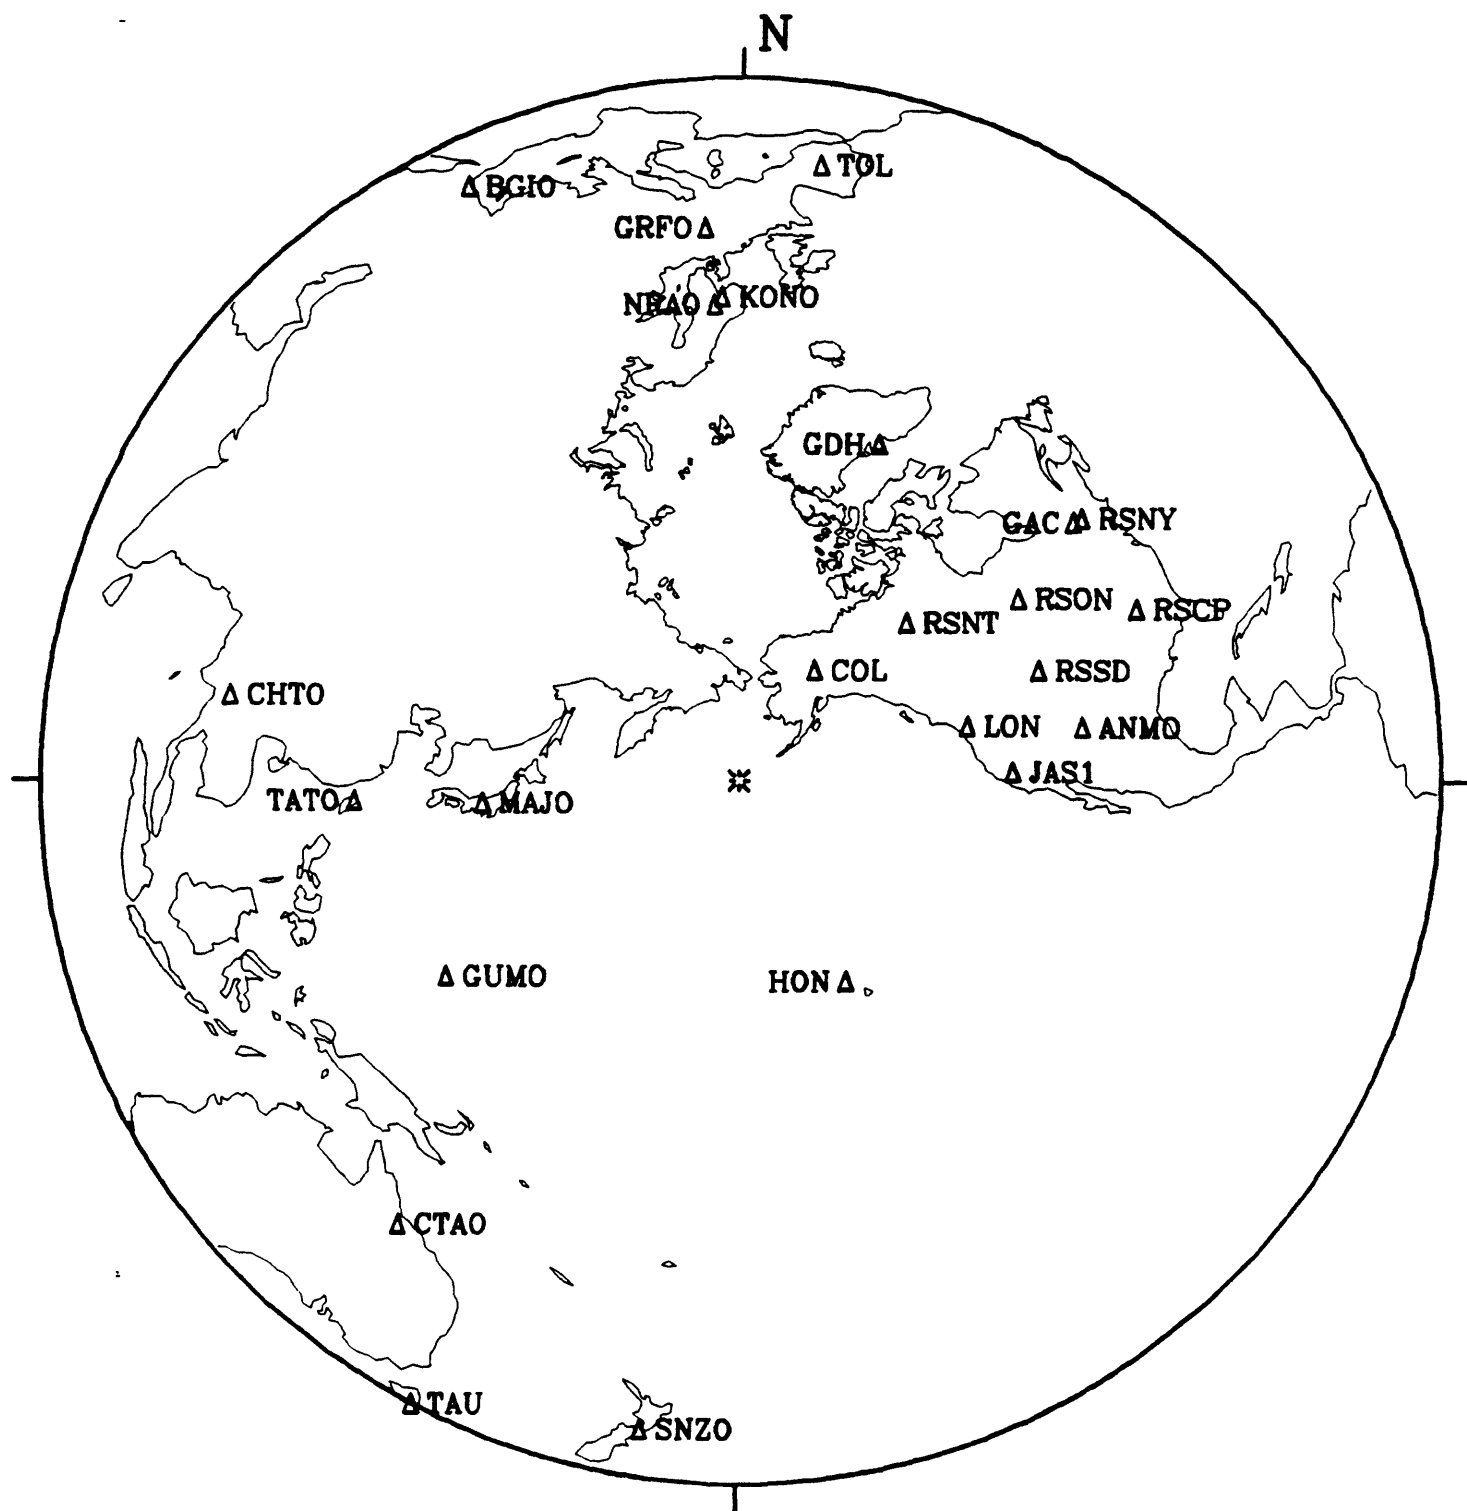 N
TOL
BGIO
GRFO
NRAO KONO
GDH
GAC RSNY
RSON RSCP
RSNT
COL RSSD
CHTO
LON ANMO
JAS1
TATO MAJO
GUMO HON
CTAO
TAU
SNZO